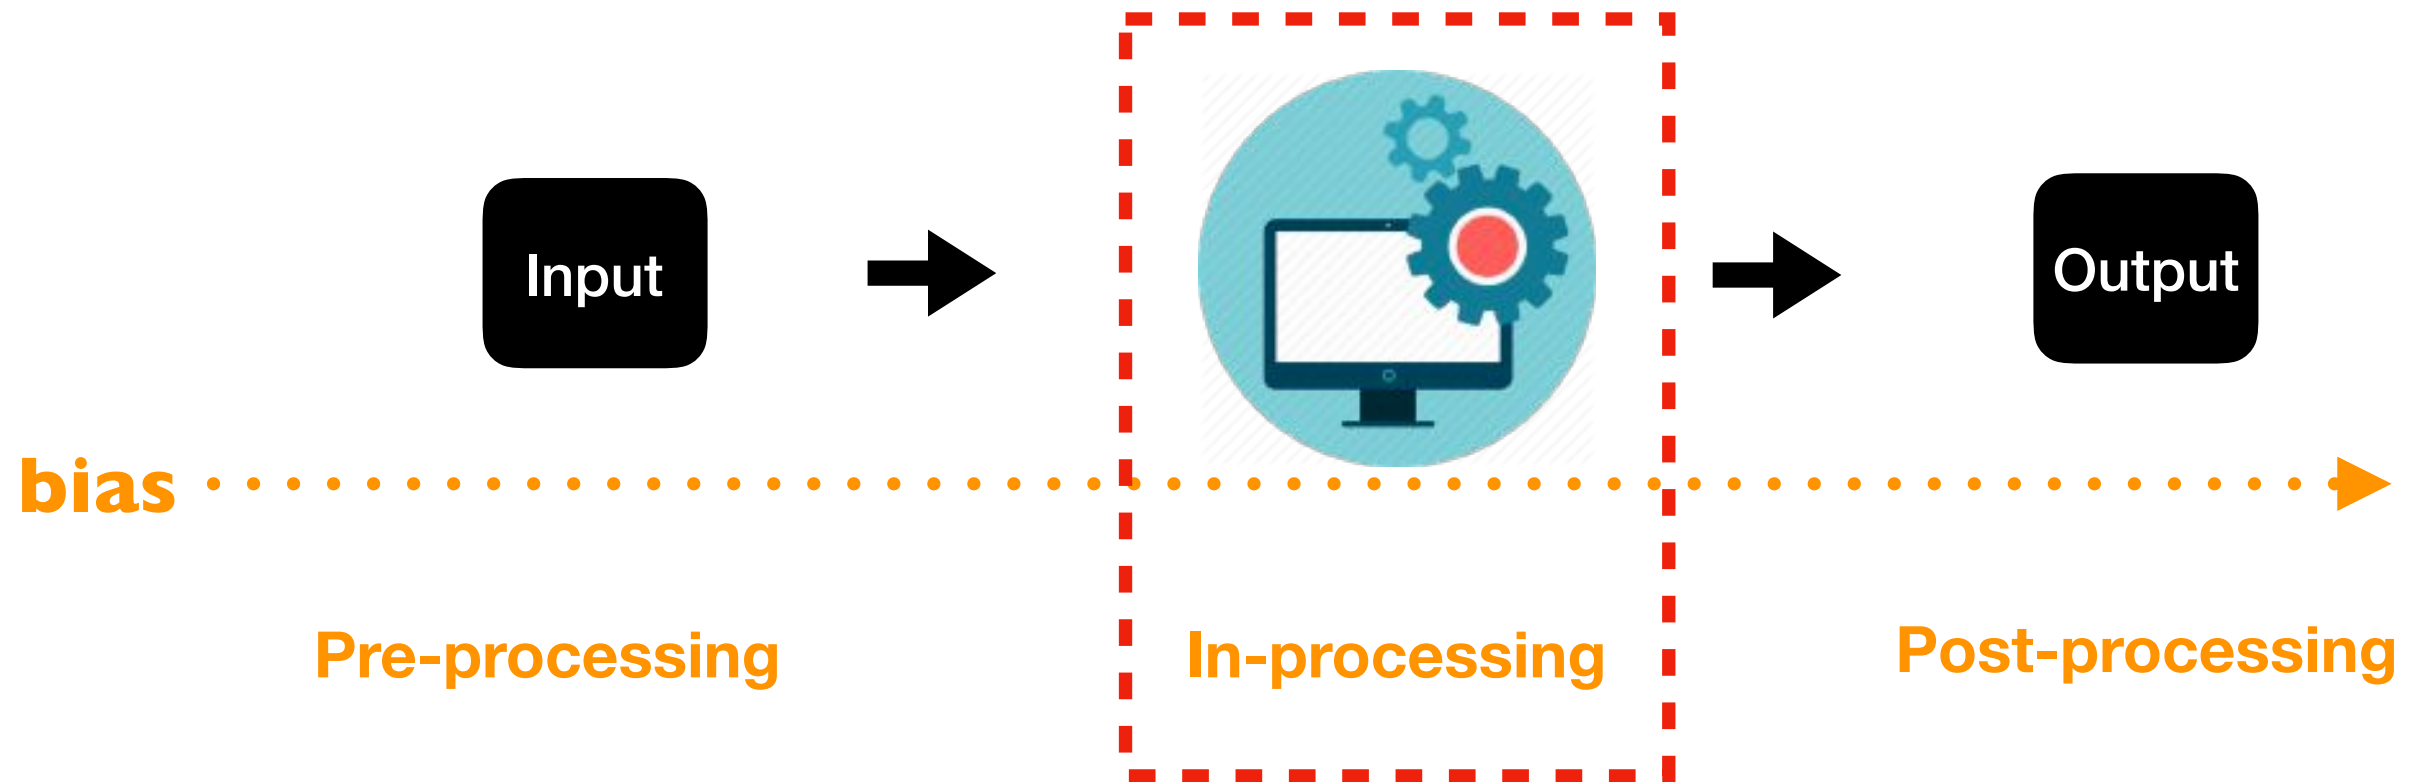 Input
Output
bias
Pre-processing
In-processing
Post-processing